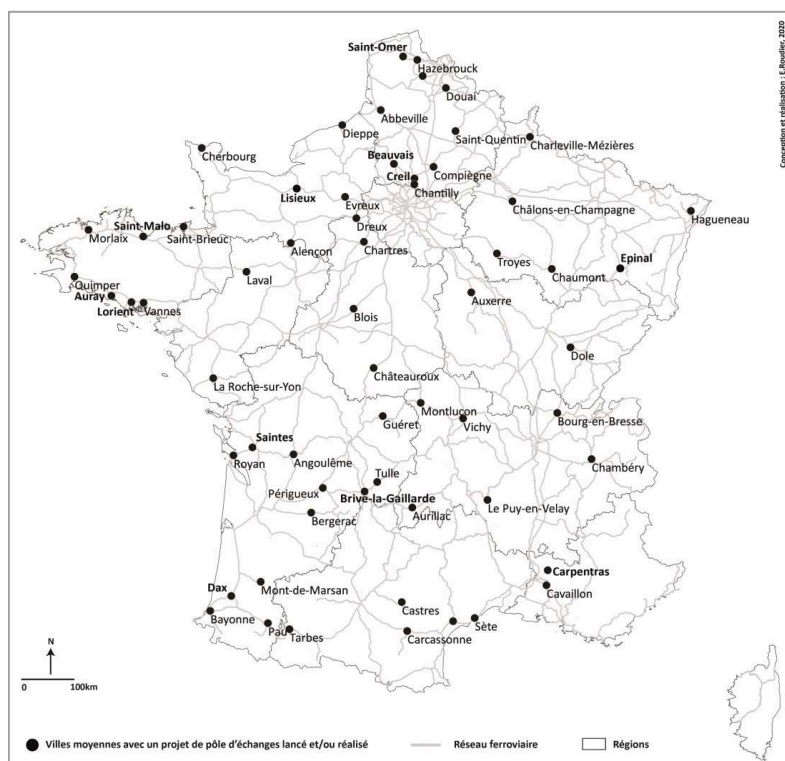 Conception et réalisation : E.Roudier, 2020
Saint-Omer
Hazebrouck
Douai
Abbeville
Dieppe
Saint-Quentin
Charleville-Mézières
Cherbourg
Beauvais
Compiègne
Creil
Chantilly
Lisieux
Evreux
Châlons-en-Champagne
Hagueneau
Dreux
Saint-Malo
Morlaix
Saint-Brieuc
Alençon
Chartres
Troyes
Chaumont
Epinal
Laval
Quimper
Auray
Auxerre
Lorient
Vannes
Blois
Dole
Châteauroux
La Roche-sur-Yon
Montluçon
Guéret
Vichy
Bourg-en-Bresse
Saintes
Royan
Angoulême
Chambéry
Tulle
Périgueux
Brive-la-Gaillarde
Le Puy-en-Velay
Aurillac
Bergerac
Carpentras
Cavaillon
Dax
Mont-de-Marsan
Castres
Bayonne
Pau
Tarbes
Carcassonne
Sète
N
0 100km
Villes moyennes avec un projet de pôle d'échanges lancé et/ou réalisé
Réseau ferroviaire
Régions